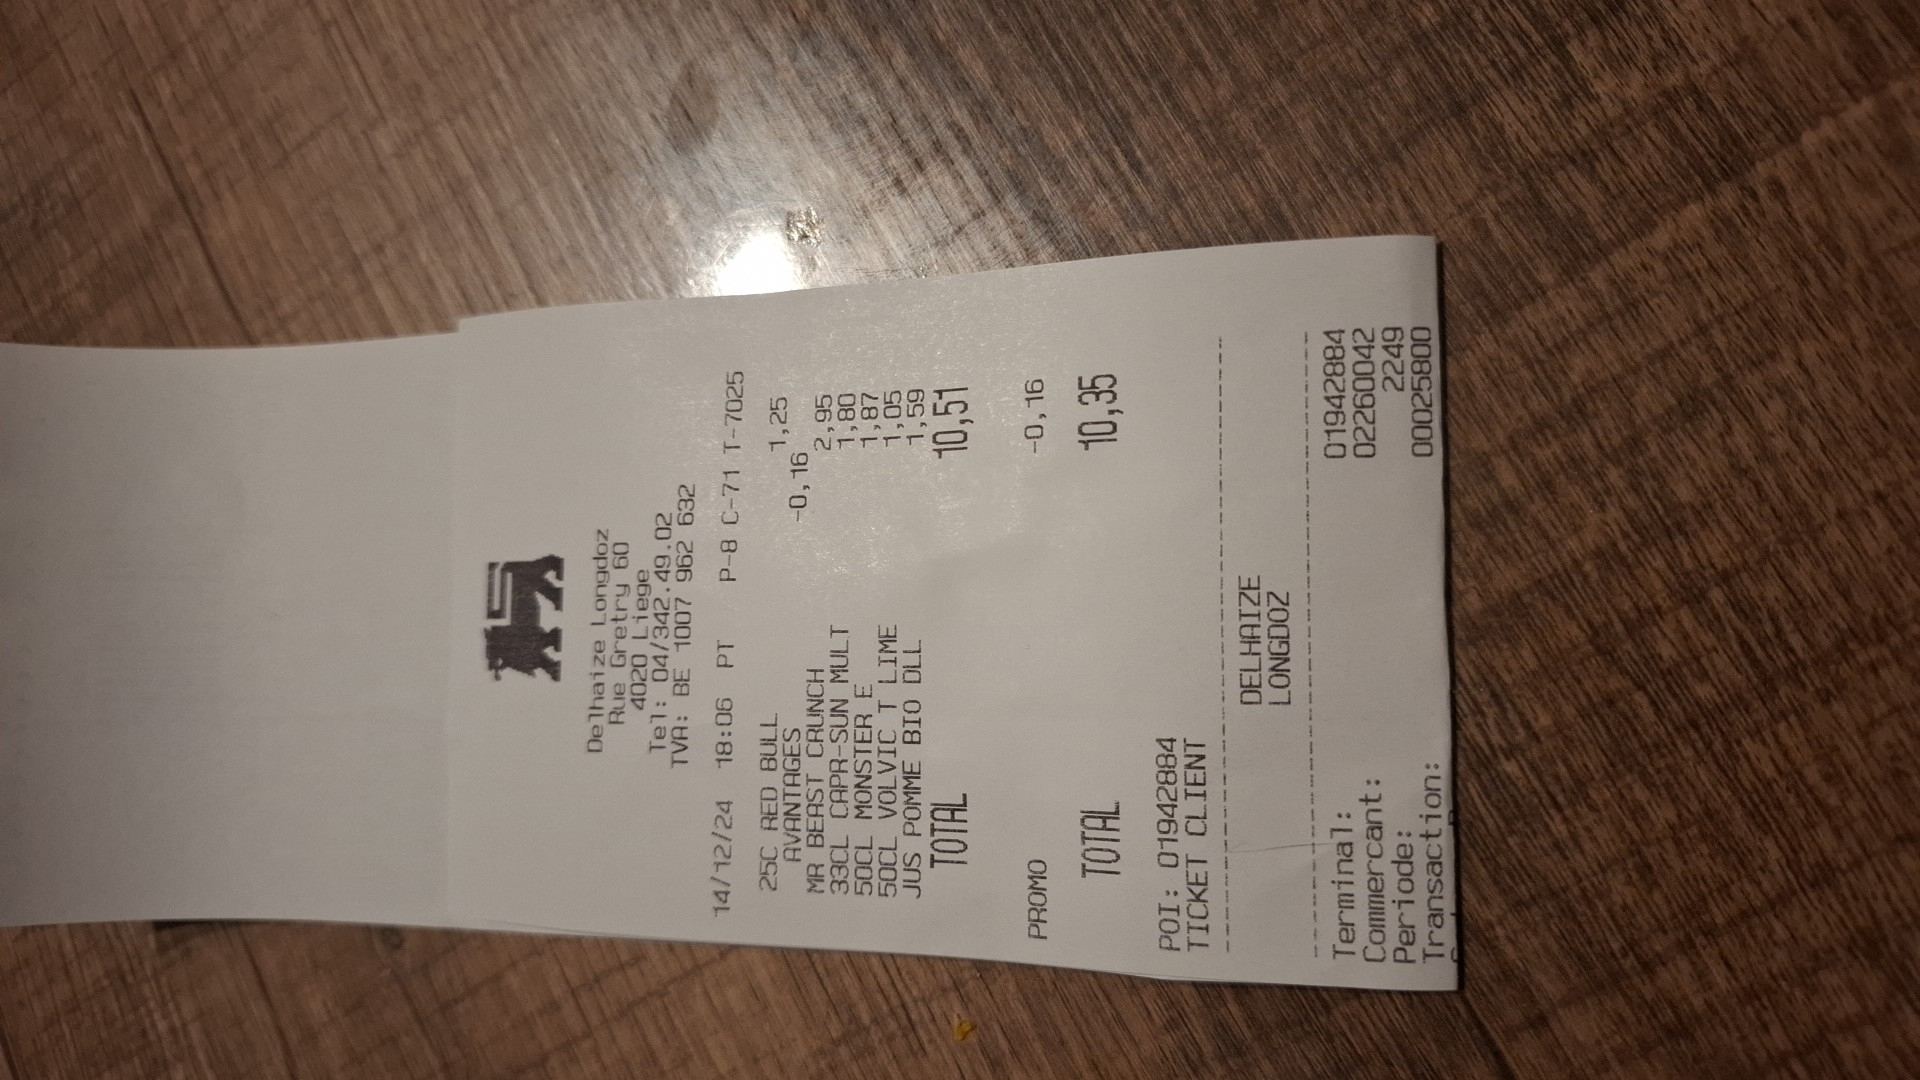 Delhaize Longdoz
Rue Gretry 60
4020 Liege
Tel: 04/342.49.02
TVA: BE 1007 962 632
14/12/24 18:06 PT P-8 C-71 T-7025
25C RED BULL 1,25
AVANTAGES -0,16
MR BEAST CRUNCH 2,95
33CL CAPR-SUN MULT 1,80
50CL MONSTER E 1,87
50CL VOLVIC T LIME 1,05
JUS POMME BIO DLL 1,59
TOTAL 10,51
PROMO -0,16
TOTAL 10,35
POI: 01942884
TICKET CLIENT
DELHAIZE
LONGDOZ
Terminal: 01942884
Commercant: 02260042
Periode: 2249
Transaction: 00025800